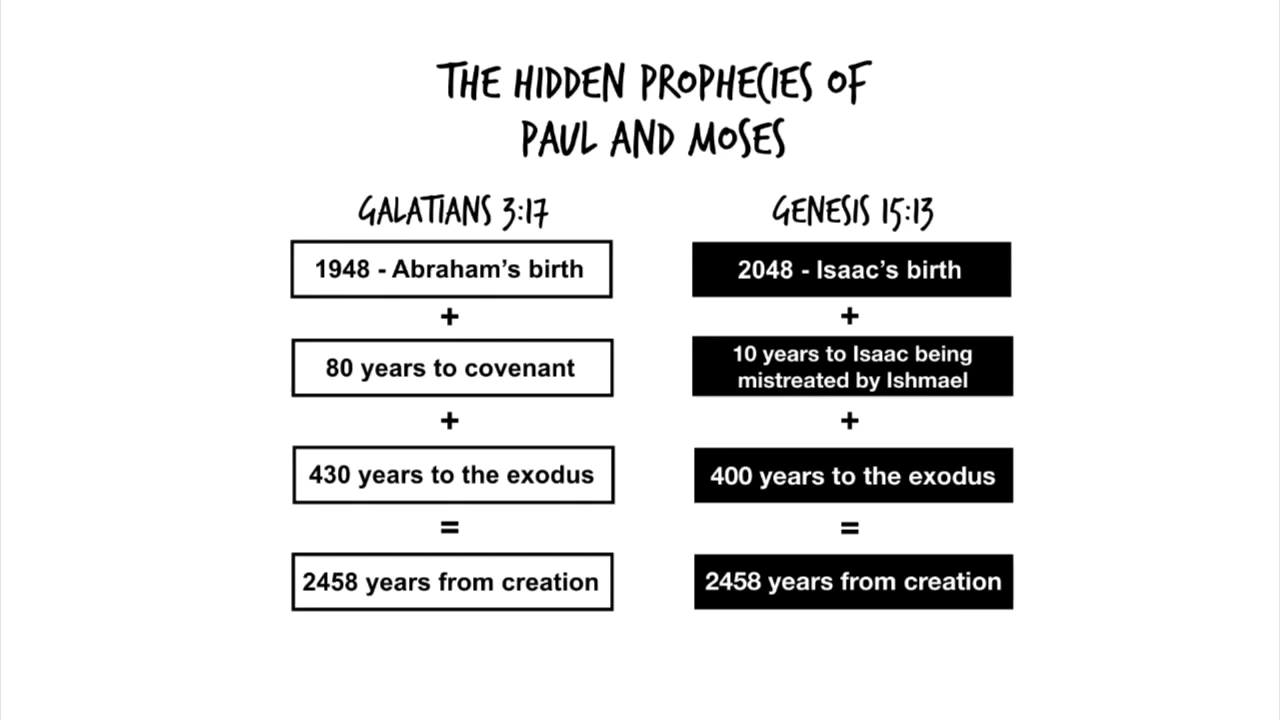 THE HIDDEN PROPHECIES OF
PAUL AND MOSES
GALATIANS 3:17
1948 - Abraham's birth
+
80 years to covenant
+
430 years to the exodus
=
2458 years from creation
GENESIS 15:13
2048 - Isaac's birth
+
10 years to Isaac being
mistreated by Ishmael
+
400 years to the exodus
=
2458 years from creation